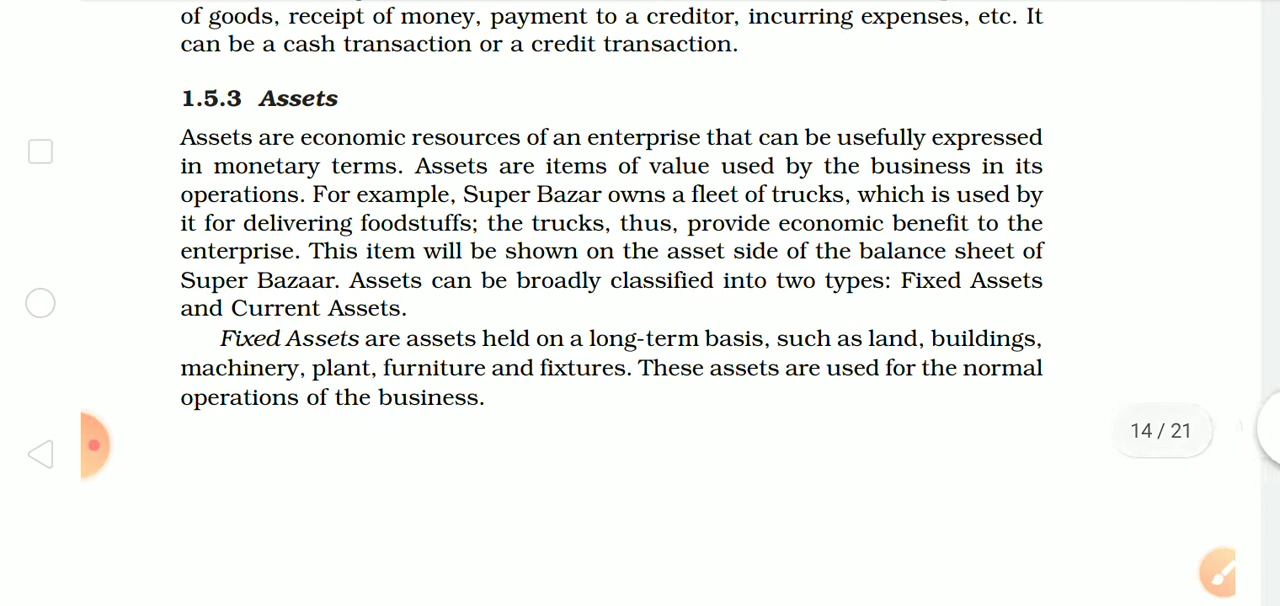 of goods, receipt of money, payment to a creditor, incurring expenses, etc. It
can be a cash transaction or a credit transaction.
1.5.3 Assets
Assets are economic resources of an enterprise that can be usefully expressed
in monetary terms. Assets are items of value used by the business in its
operations. For example, Super Bazar owns a fleet of trucks, which is used by
it for delivering foodstuffs; the trucks, thus, provide economic benefit to the
enterprise. This item will be shown on the asset side of the balance sheet of
Super Bazaar. Assets can be broadly classified into two types: Fixed Assets
and Current Assets.
Fixed Assets are assets held on a long-term basis, such as land, buildings,
machinery, plant, furniture and fixtures. These assets are used for the normal
operations of the business.
14 / 21